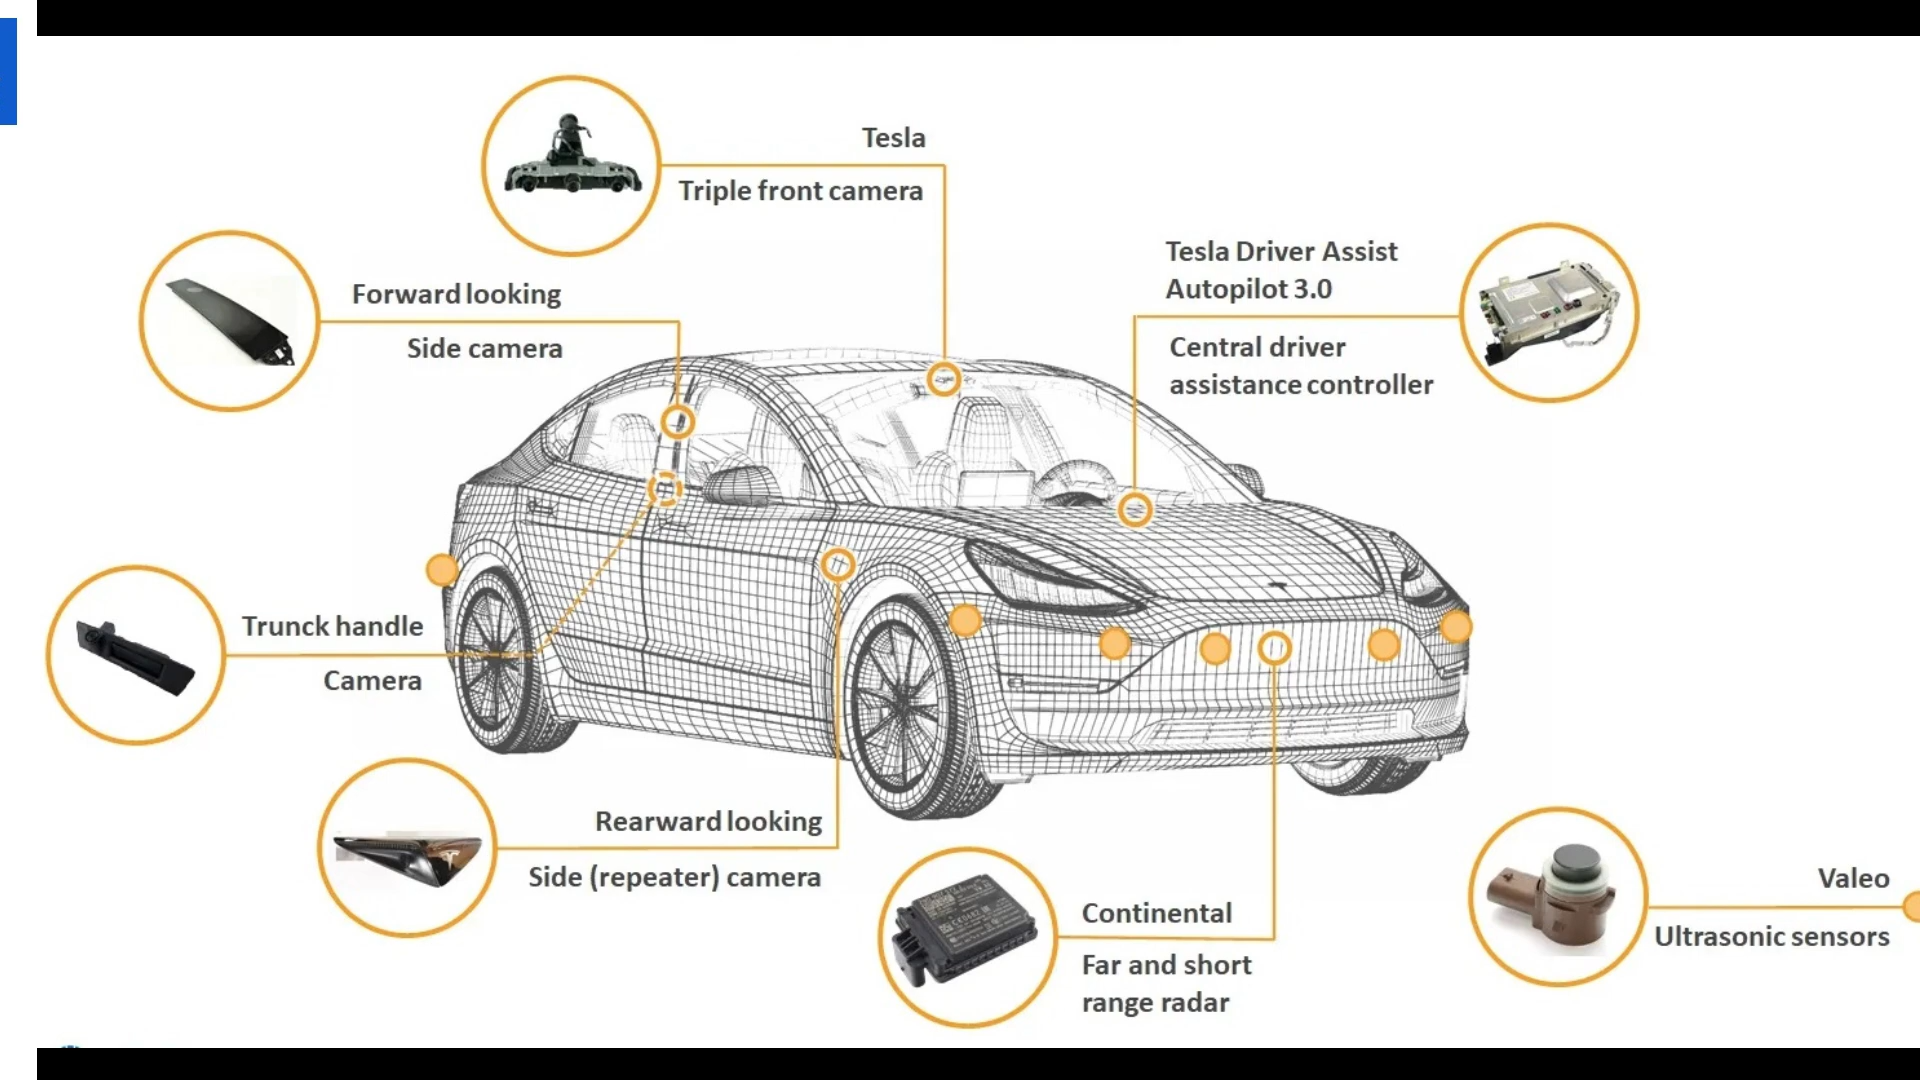 Tesla
Triple front camera
Tesla Driver Assist
Autopilot 3.0
Central driver
assistance controller
Forward looking
Side camera
Trunck handle
Camera
Rearward looking
Side (repeater) camera
Continental
Far and short
range radar
Valeo
Ultrasonic sensors